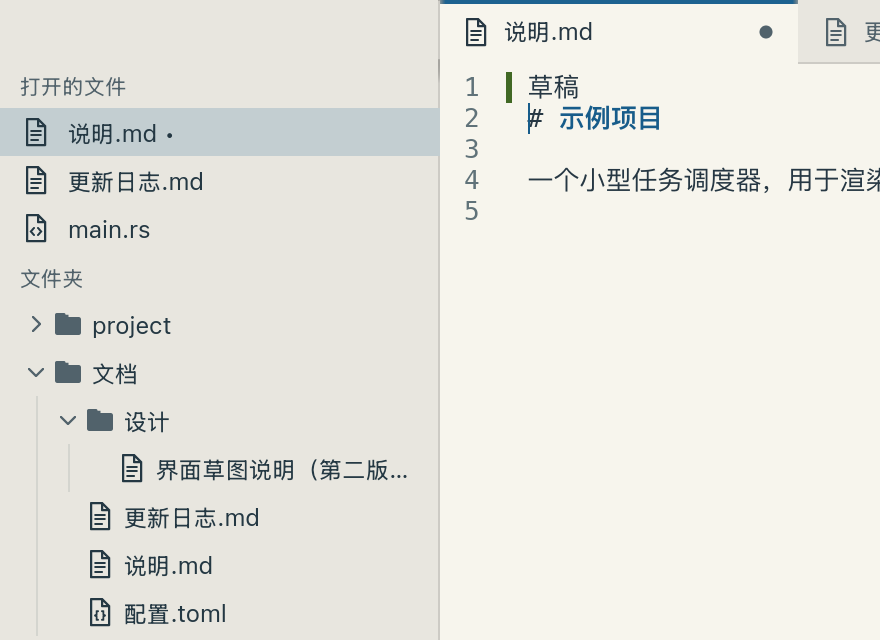 打开的文件
说明.md •
更新日志.md
main.rs
文件夹
project
文档
设计
界面草图说明（第二版...
更新日志.md
说明.md
配置.toml
说明.md
更
1 草稿
2 # 示例项目
3
4 一个小型任务调度器，用于渲染
5